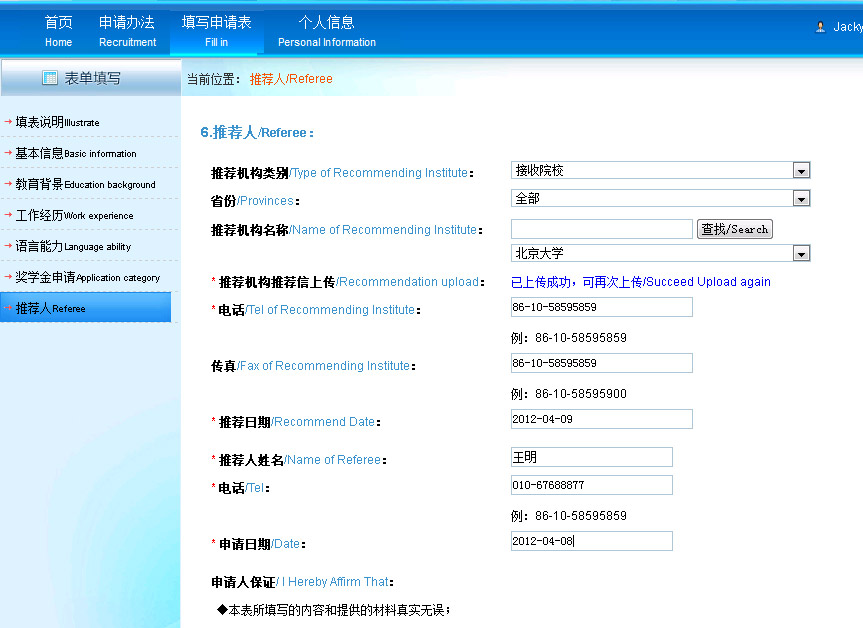 首页 申请办法 填写申请表 个人信息
Home Recruitment Fill in Personal Information
Jacky
表单填写
当前位置： 推荐人/Referee
→填表说明Illustrate
→基本信息Basic information
→教育背景Education background
→工作经历Work experience
→语言能力Language ability
→奖学金申请Application category
→推荐人Referee
6.推荐人/Referee：
推荐机构类别/Type of Recommending Institute： 接收院校
省份/Provinces： 全部
推荐机构名称/Name of Recommending Institute： 查找/Search
北京大学
*推荐机构推荐信上传/Recommendation upload： 已上传成功，可再次上传/Succeed Upload again
*电话/Tel of Recommending Institute： 86-10-58595859
例：86-10-58595859
传真/Fax of Recommending Institute： 86-10-58595859
例：86-10-58595900
*推荐日期/Recommend Date： 2012-04-09
*推荐人姓名/Name of Referee： 王明
*电话/Tel： 010-67688877
例：86-10-58595859
*申请日期/Date： 2012-04-08
申请人保证/ I Hereby Affirm That：
◆本表所填写的内容和提供的材料真实无误；